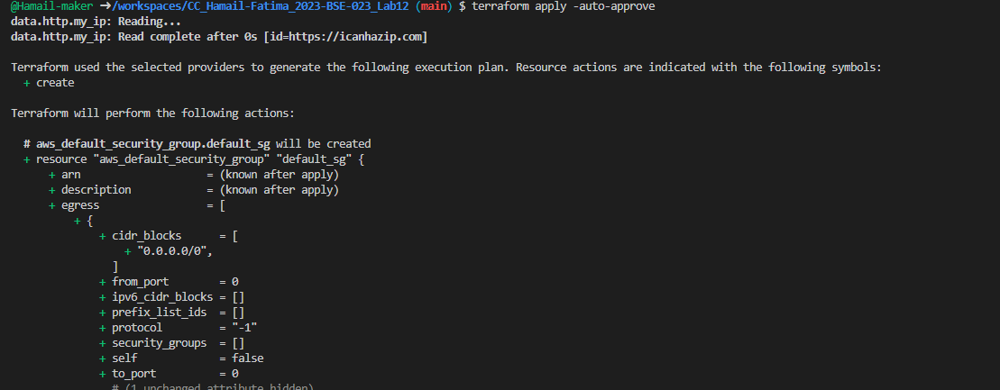 @Hamail-maker ➜/workspaces/CC_Hamail-Fatima_2023-BSE-023_Lab12 (main) $ terraform apply -auto-approve
data.http.my_ip: Reading...
data.http.my_ip: Read complete after 0s [id=https://icanhazip.com]
Terraform used the selected providers to generate the following execution plan. Resource actions are indicated with the following symbols:
+ create
Terraform will perform the following actions:
# aws_default_security_group.default_sg will be created
+ resource "aws_default_security_group" "default_sg" {
+ arn = (known after apply)
+ description = (known after apply)
+ egress = [
+ {
+ cidr_blocks = [
+ "0.0.0.0/0",
]
+ from_port = 0
+ ipv6_cidr_blocks = []
+ prefix_list_ids = []
+ protocol = "-1"
+ security_groups = []
+ self = false
+ to_port = 0
# (1 unchanged attribute hidden)